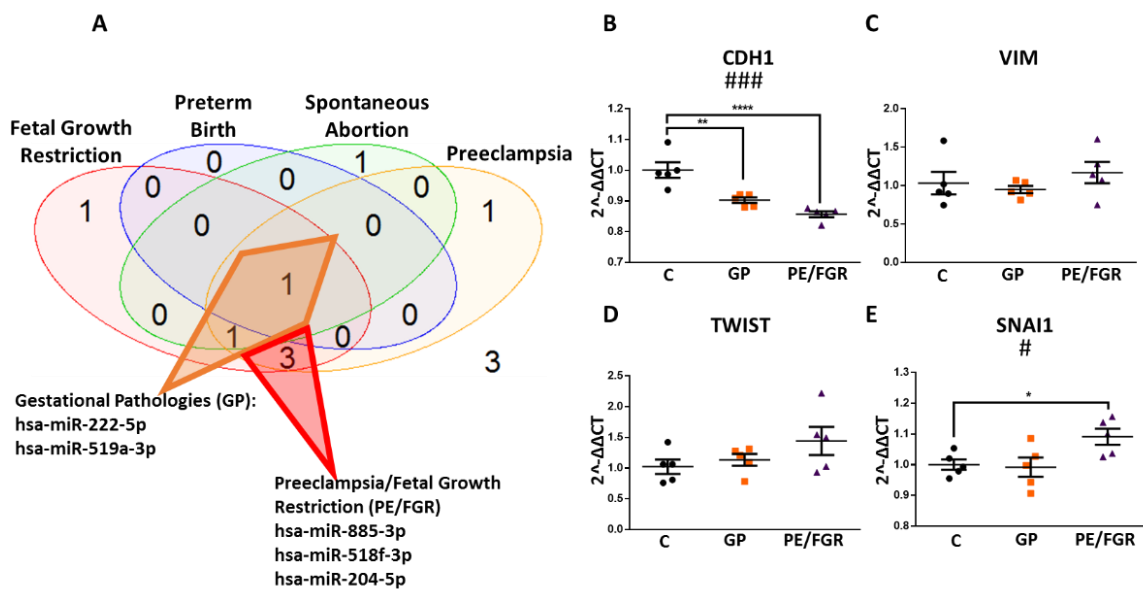 A
Fetal Growth
Restriction
Preterm
Birth
Spontaneous
Abortion
Preeclampsia
0
1
0
0
0
1
0
1
0
0
1
0
0
1
0
3
3
Gestational Pathologies (GP):
hsa-miR-222-5p
hsa-miR-519a-3p
Preeclampsia/Fetal Growth
Restriction (PE/FGR)
hsa-miR-885-3p
hsa-miR-518f-3p
hsa-miR-204-5p
B
CDH1
###
****
**
2^-ΔΔCT
1.2
1.1
1.0
0.9
0.8
0.7
C
GP
PE/FGR
C
VIM
2^-ΔΔCT
2.0
1.5
1.0
0.5
0.0
C
GP
PE/FGR
D
TWIST
2^-ΔΔCT
2.5
2.0
1.5
1.0
0.5
0.0
C
GP
PE/FGR
E
SNAI1
#
*
2^-ΔΔCT
1.2
1.1
1.0
0.9
0.8
C
GP
PE/FGR